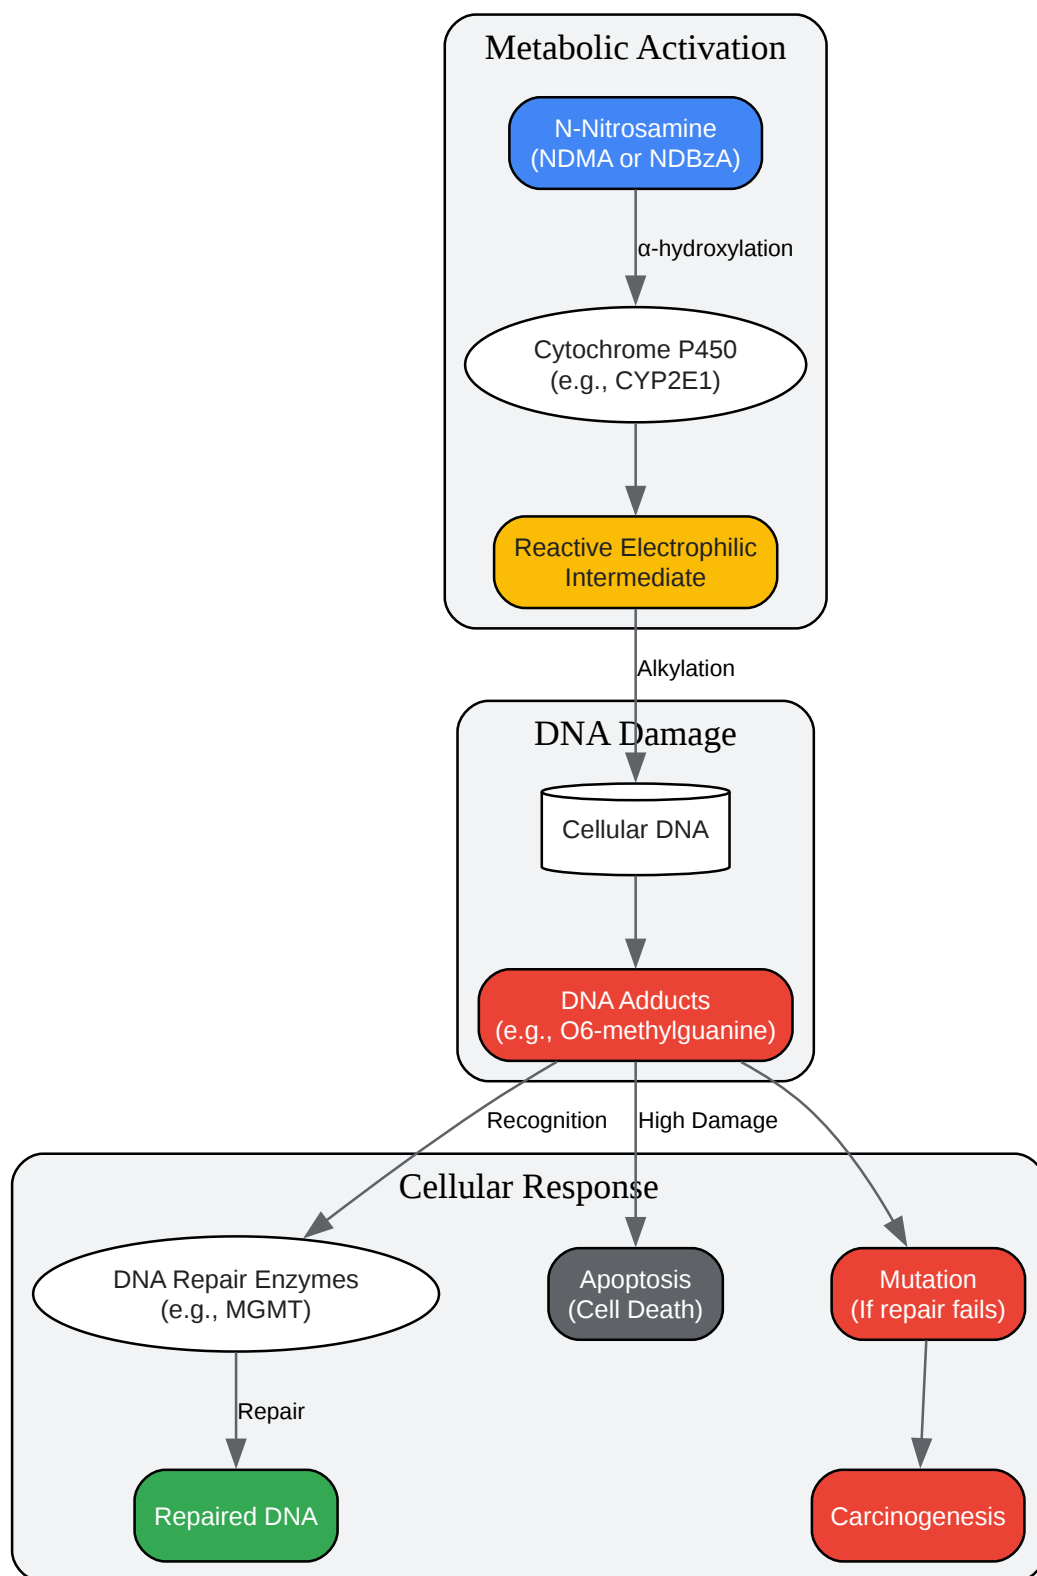 Metabolic Activation
N-Nitrosamine
(NDMA or NDBzA)
α-hydroxylation
Cytochrome P450
(e.g., CYP2E1)
Reactive Electrophilic
Intermediate
Alkylation
DNA Damage
Cellular DNA
DNA Adducts
(e.g., O6-methylguanine)
Recognition
High Damage
Cellular Response
DNA Repair Enzymes
(e.g., MGMT)
Apoptosis
(Cell Death)
Mutation
(If repair fails)
Repair
Repaired DNA
Carcinogenesis